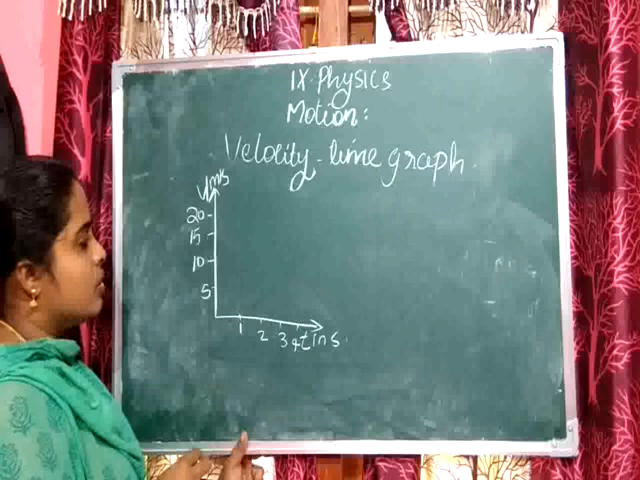 IX Physics
Motion:
Velocity-time graph.
V m/s
20
15
10
5
1 2 3 4 t in s.